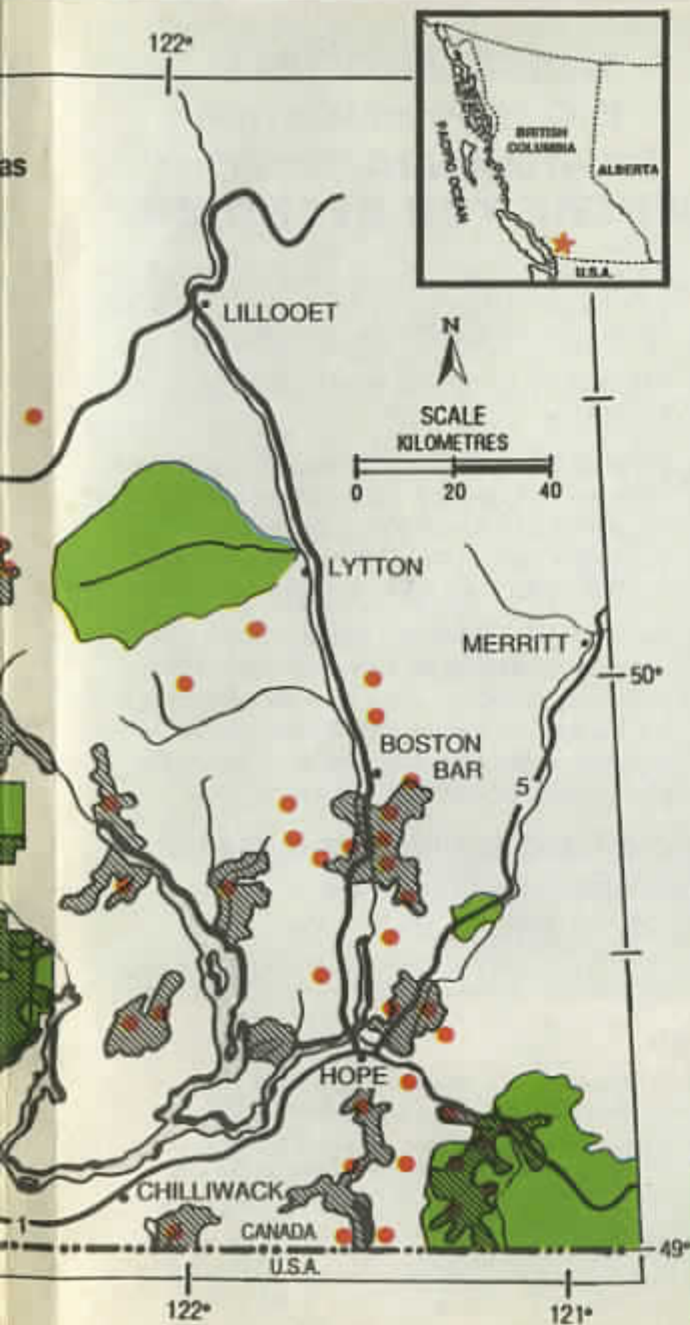 122°
as
BRITISH
COLUMBIA
ALBERTA
PACIFIC OCEAN
U.S.A.
LILLOOET
N
SCALE
KILOMETRES
0 20 40
LYTTON
MERRITT
50°
BOSTON
BAR
5
HOPE
CHILLIWACK
1
CANADA
49°
U.S.A.
122°
121°